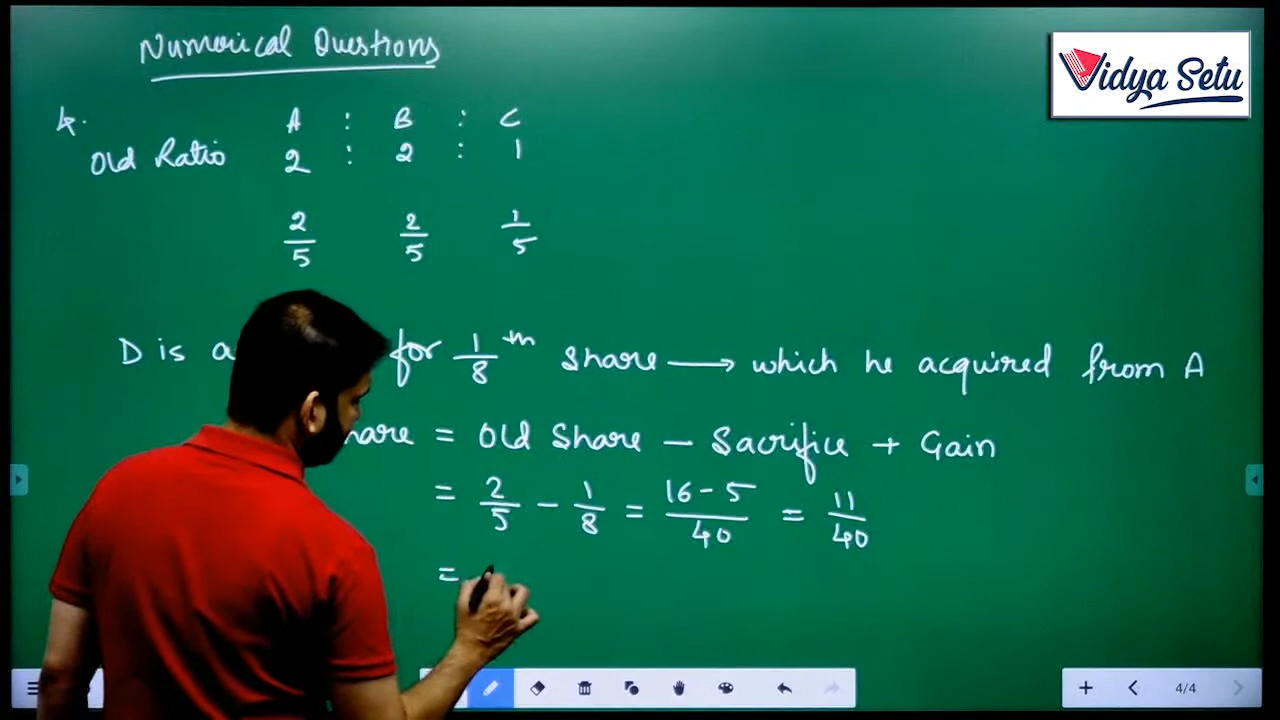 Numerical Questions
Vidya Setu
4. A : B : C
Old Ratio 2 : 2 : 1
2/5 2/5 1/5
D is for 1/8 th Share → which he acquired from A
= Old Share − Sacrifice + Gain
= 2/5 − 1/8 = 16 − 5/40 = 11/40
=
4/4